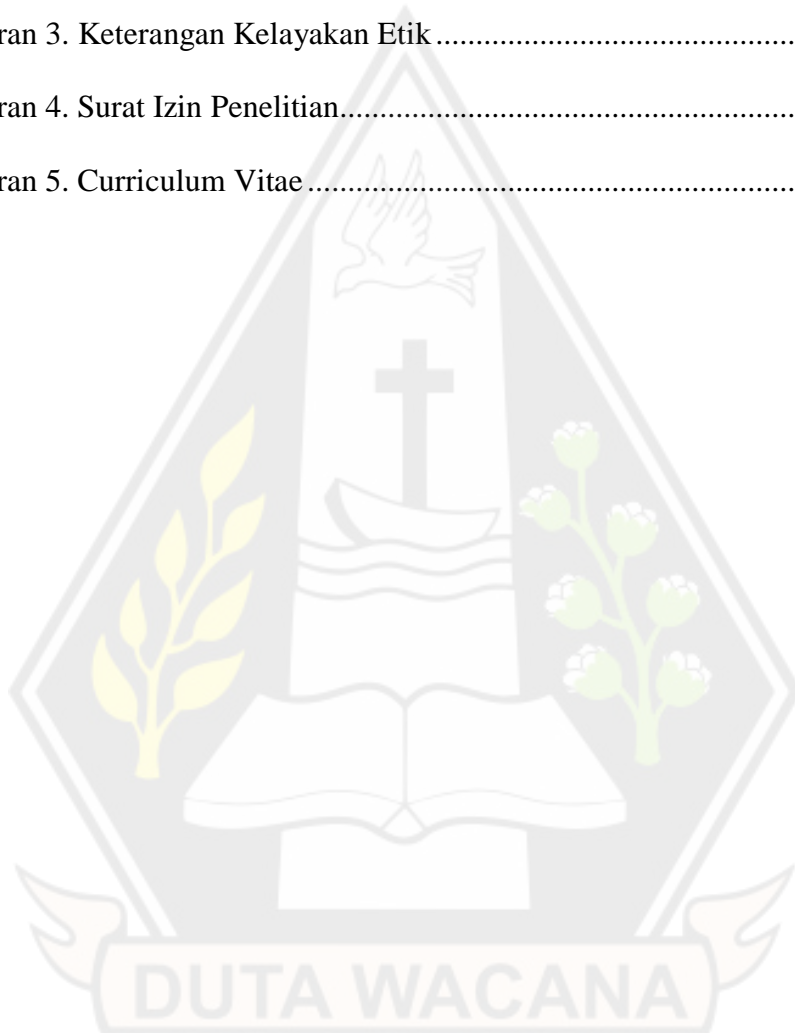 ran 3. Keterangan Kelayakan Etik ............................................................
ran 4. Surat Izin Penelitian............................................................
ran 5. Curriculum Vitae ............................................................
DUTA WACANA